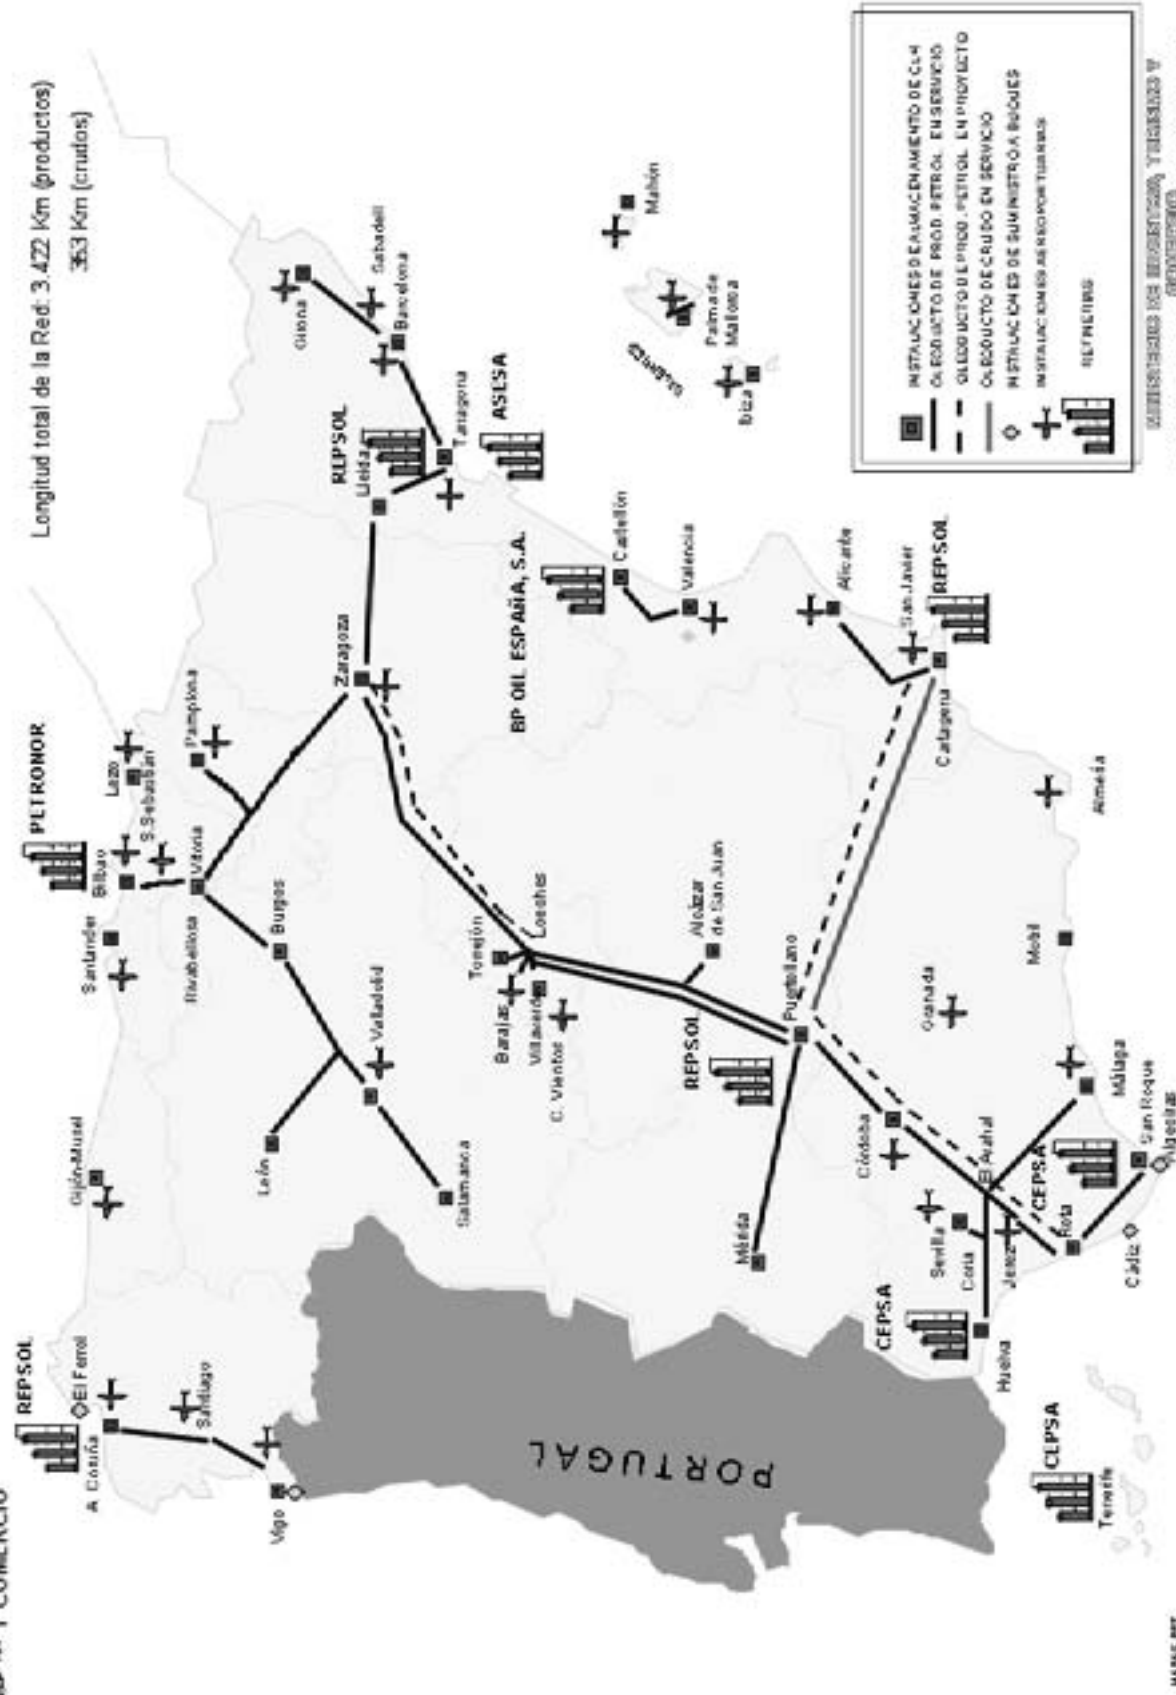 Y COMERCIO
Longitud total de la Red: 3.422 Km (productos)
353 Km (crudos)
REPSOL
A Coruña
El Ferrol
Santiago
Vigo
Gijón-Musel
Santander
PETRONOR
Bilbao
Lezo
S.Sebastián
Vitoria
Rivabellosa
Pamplona
León
Burgos
Valladolid
Salamanca
Zaragoza
REPSOL
Lleida
Tarragona
ASESA
Barcelona
Sabadell
Girona
Torrejón
Loeches
Barajas
Villaverde
C. Vientos
Alcázar
de San Juan
BP OIL ESPAÑA, S.A.
Castellón
Valencia
Mahón
Palma de
Mallorca
Ibiza
PORTUGAL
Mérida
REPSOL
Puertollano
Alicante
San Javier
REPSOL
Cartagena
Córdoba
El Arahal
Sevilla
Coria
Jerez
Rota
CEPSA
Huelva
CEPSA
San Roque
Algeciras
Cádiz
Málaga
Granada
Motril
Almería
CEPSA
Tenerife
INSTALACIONES DE ALMACENAMIENTO DE CLH
OLEODUCTO DE PROD. PETROL. EN SERVICIO
OLEODUCTO DE PROD. PETROL. EN PROYECTO
OLEODUCTO DE CRUDO EN SERVICIO
INSTALACIONES DE SUMINISTRO A BUQUES
INSTALACIONES AEROPORTUARIAS
REFINERIAS